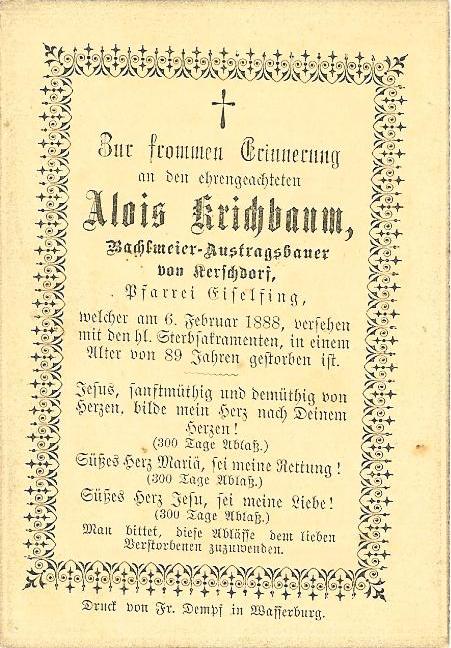 Zur frommen Erinnerung
an den ehrengeachteten
Alois Krichbaum,
Bachlmeier-Austragsbauer
von Kerschdorf,
Pfarrei Eiselfing,
welcher am 6. Februar 1888, versehen
mit den hl. Sterbsakramenten, in einem
Alter von 89 Jahren gestorben ist.
Jesus, sanftmüthig und demüthig von
Herzen, bilde mein Herz nach Deinem
Herzen!
(300 Tage Ablaß.)
Süßes Herz Mariä, sei meine Rettung!
(300 Tage Ablaß.)
Süßes Herz Jesu, sei meine Liebe!
(300 Tage Ablaß.)
Man bittet, diese Ablässe dem lieben
Verstorbenen zuzuwenden.
Druck von Fr. Dempf in Wasserburg.